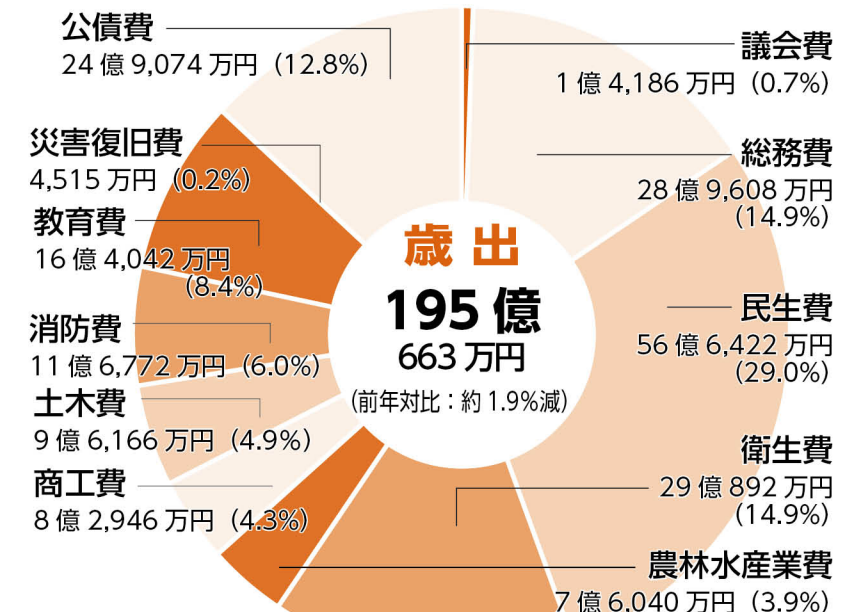 公債費
24億9,074万円（12.8%）
災害復旧費
4,515万円（0.2%）
教育費
16億4,042万円
（8.4%）
消防費
11億6,772万円（6.0%）
土木費
9億6,166万円（4.9%）
商工費
8億2,946万円（4.3%）
歳出
195億
663万円
（前年対比：約1.9%減）
議会費
1億4,186万円（0.7%）
総務費
28億9,608万円
（14.9%）
民生費
56億6,422万円
（29.0%）
衛生費
29億892万円
（14.9%）
農林水産業費
7億6,040万円（3.9%）